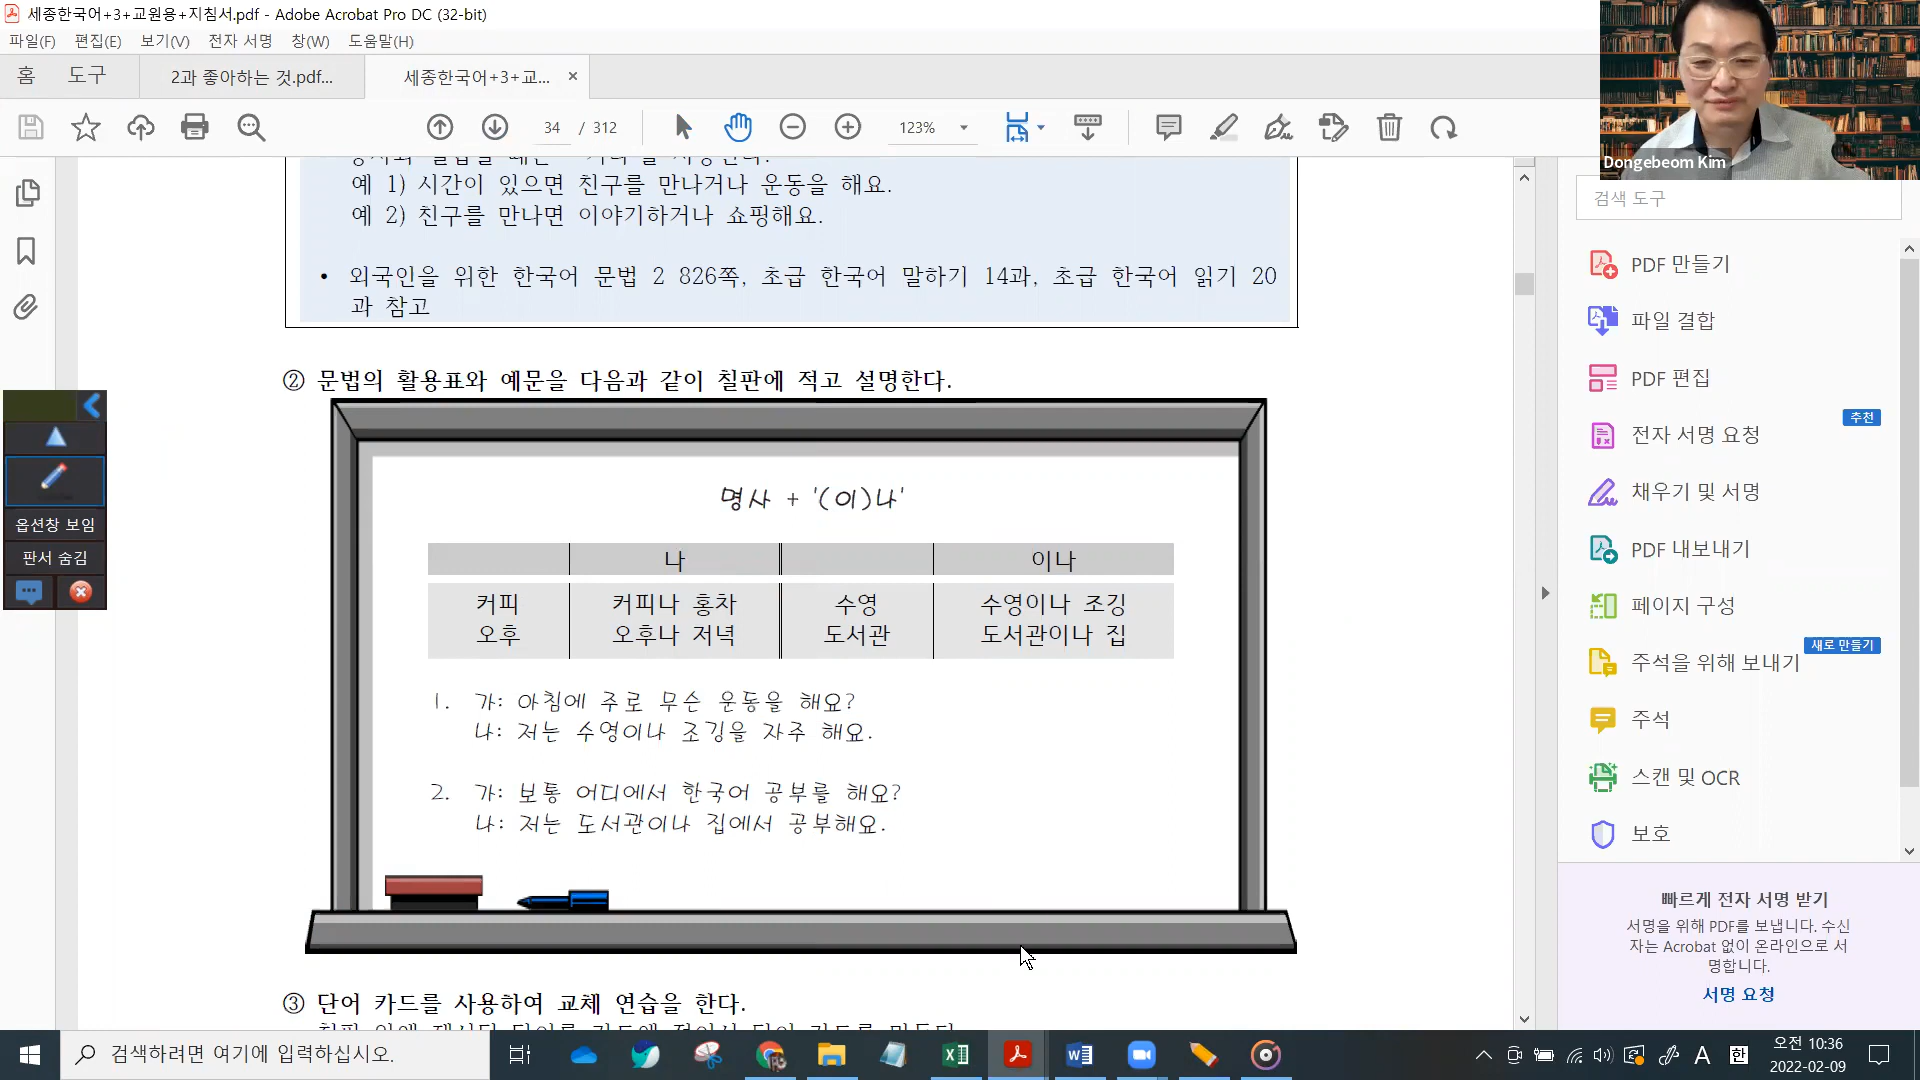 세종한국어+3+교원용+지침서.pdf - Adobe Acrobat Pro DC (32-bit)
파일(F) 편집(E) 보기(V) 전자 서명 창(W) 도움말(H)
홈 도구 2과 좋아하는 것.pdf... 세종한국어+3+교... ×
34 / 312 123%
Dongebeom Kim
예 1) 시간이 있으면 친구를 만나거나 운동을 해요.
예 2) 친구를 만나면 이야기하거나 쇼핑해요.
• 외국인을 위한 한국어 문법 2 826쪽, 초급 한국어 말하기 14과, 초급 한국어 읽기 20
과 참고
② 문법의 활용표와 예문을 다음과 같이 칠판에 적고 설명한다.
명사 + '(이)나'
나 이나
커피 커피나 홍차 수영 수영이나 조깅
오후 오후나 저녁 도서관 도서관이나 집
1. 가: 아침에 주로 무슨 운동을 해요?
나: 저는 수영이나 조깅을 자주 해요.
2. 가: 보통 어디에서 한국어 공부를 해요?
나: 저는 도서관이나 집에서 공부해요.
③ 단어 카드를 사용하여 교체 연습을 한다.
옵션창 보임
판서 숨김
검색 도구
PDF 만들기
파일 결합
PDF 편집
추천
전자 서명 요청
채우기 및 서명
PDF 내보내기
페이지 구성
새로 만들기
주석을 위해 보내기
주석
스캔 및 OCR
보호
빠르게 전자 서명 받기
서명을 위해 PDF를 보냅니다. 수신
자는 Acrobat 없이 온라인으로 서
명합니다.
서명 요청
검색하려면 여기에 입력하십시오.
A 한
오전 10:36
2022-02-09